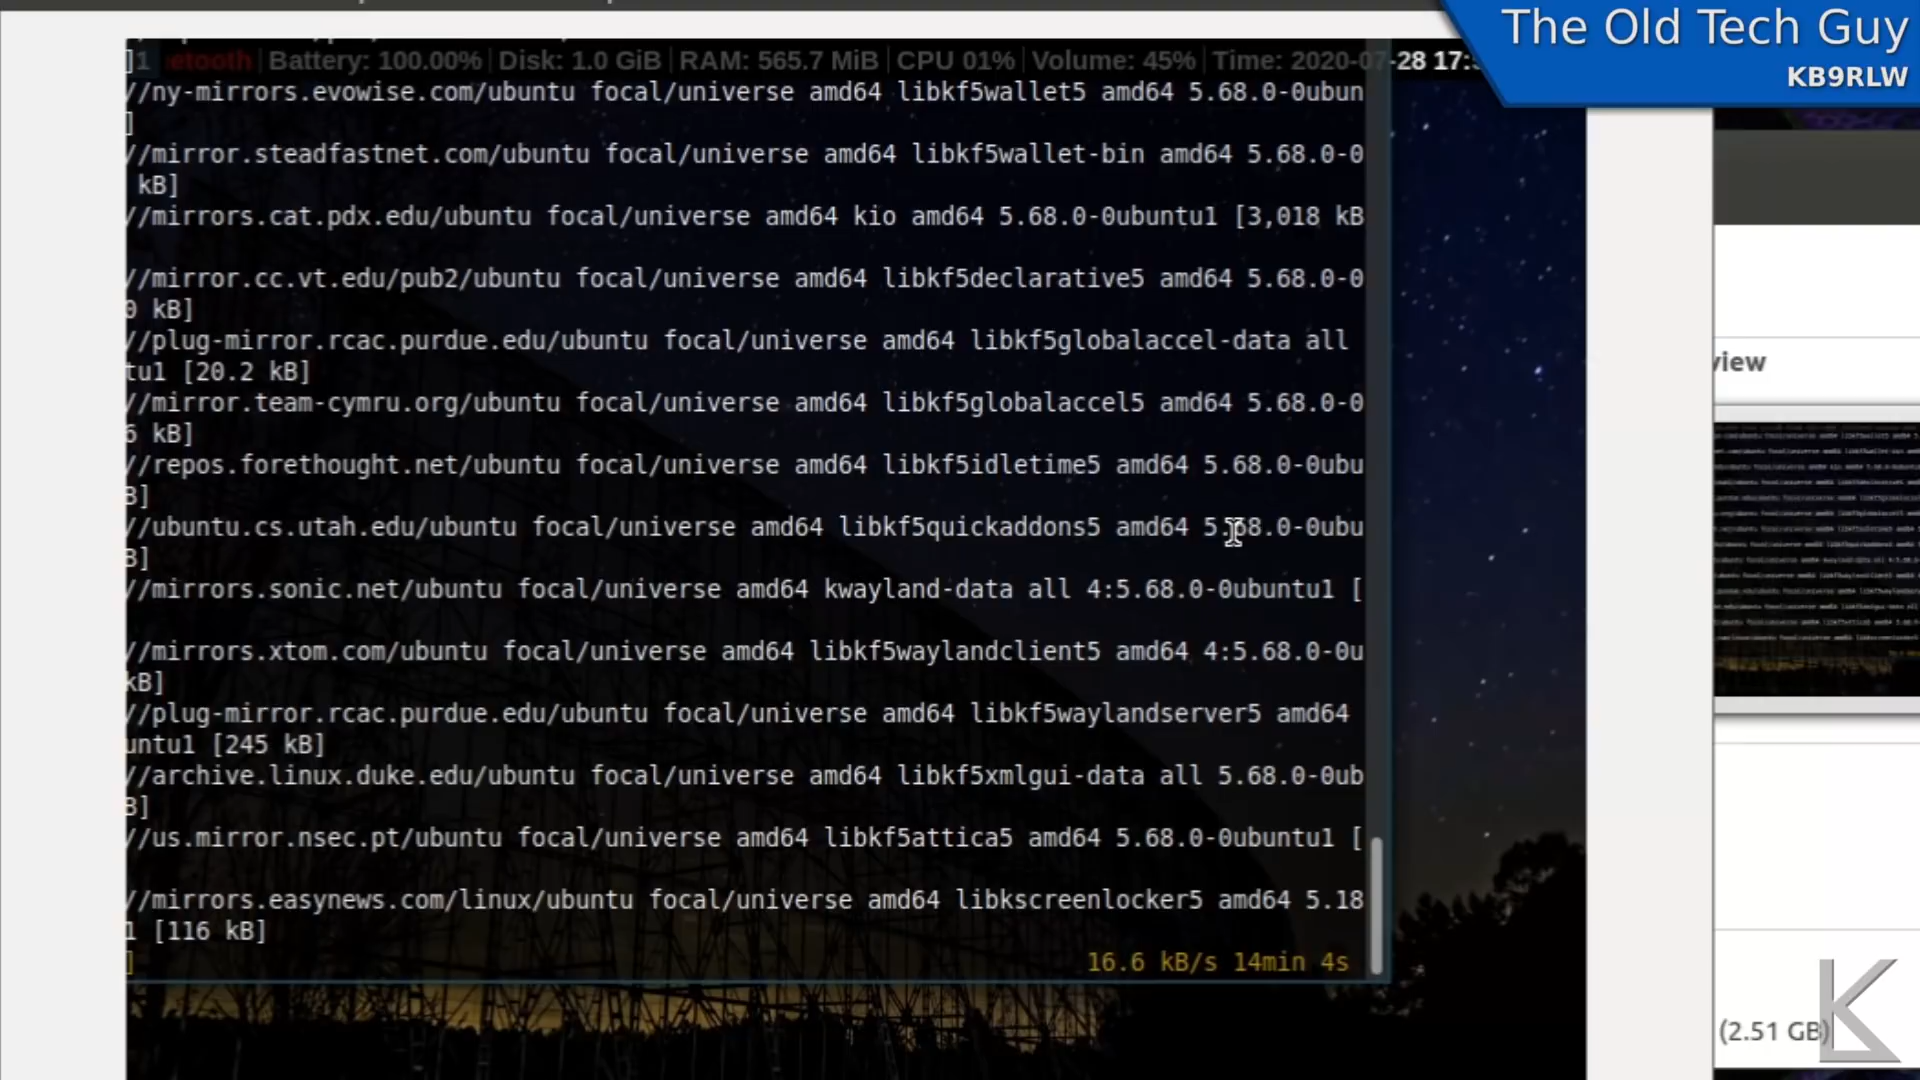 The Old Tech Guy
KB9RLW
]1 etooth Battery: 100.00% Disk: 1.0 GiB RAM: 565.7 MiB CPU 01% Volume: 45% Time: 2020-07-28 17:
//ny-mirrors.evowise.com/ubuntu focal/universe amd64 libkf5wallet5 amd64 5.68.0-0ubun
]
//mirror.steadfastnet.com/ubuntu focal/universe amd64 libkf5wallet-bin amd64 5.68.0-0
kB]
//mirrors.cat.pdx.edu/ubuntu focal/universe amd64 kio amd64 5.68.0-0ubuntu1 [3,018 kB
//mirror.cc.vt.edu/pub2/ubuntu focal/universe amd64 libkf5declarative5 amd64 5.68.0-0
0 kB]
//plug-mirror.rcac.purdue.edu/ubuntu focal/universe amd64 libkf5globalaccel-data all
tu1 [20.2 kB]
//mirror.team-cymru.org/ubuntu focal/universe amd64 libkf5globalaccel5 amd64 5.68.0-0
6 kB]
//repos.forethought.net/ubuntu focal/universe amd64 libkf5idletime5 amd64 5.68.0-0ubu
B]
//ubuntu.cs.utah.edu/ubuntu focal/universe amd64 libkf5quickaddons5 amd64 5.68.0-0ubu
B]
//mirrors.sonic.net/ubuntu focal/universe amd64 kwayland-data all 4:5.68.0-0ubuntu1 [
//mirrors.xtom.com/ubuntu focal/universe amd64 libkf5waylandclient5 amd64 4:5.68.0-0u
kB]
//plug-mirror.rcac.purdue.edu/ubuntu focal/universe amd64 libkf5waylandserver5 amd64
untu1 [245 kB]
//archive.linux.duke.edu/ubuntu focal/universe amd64 libkf5xmlgui-data all 5.68.0-0ub
B]
//us.mirror.nsec.pt/ubuntu focal/universe amd64 libkf5attica5 amd64 5.68.0-0ubuntu1 [
//mirrors.easynews.com/linux/ubuntu focal/universe amd64 libkscreenlocker5 amd64 5.18
1 [116 kB]
] 16.6 kB/s 14min 4s
view
(2.51 GB)
K